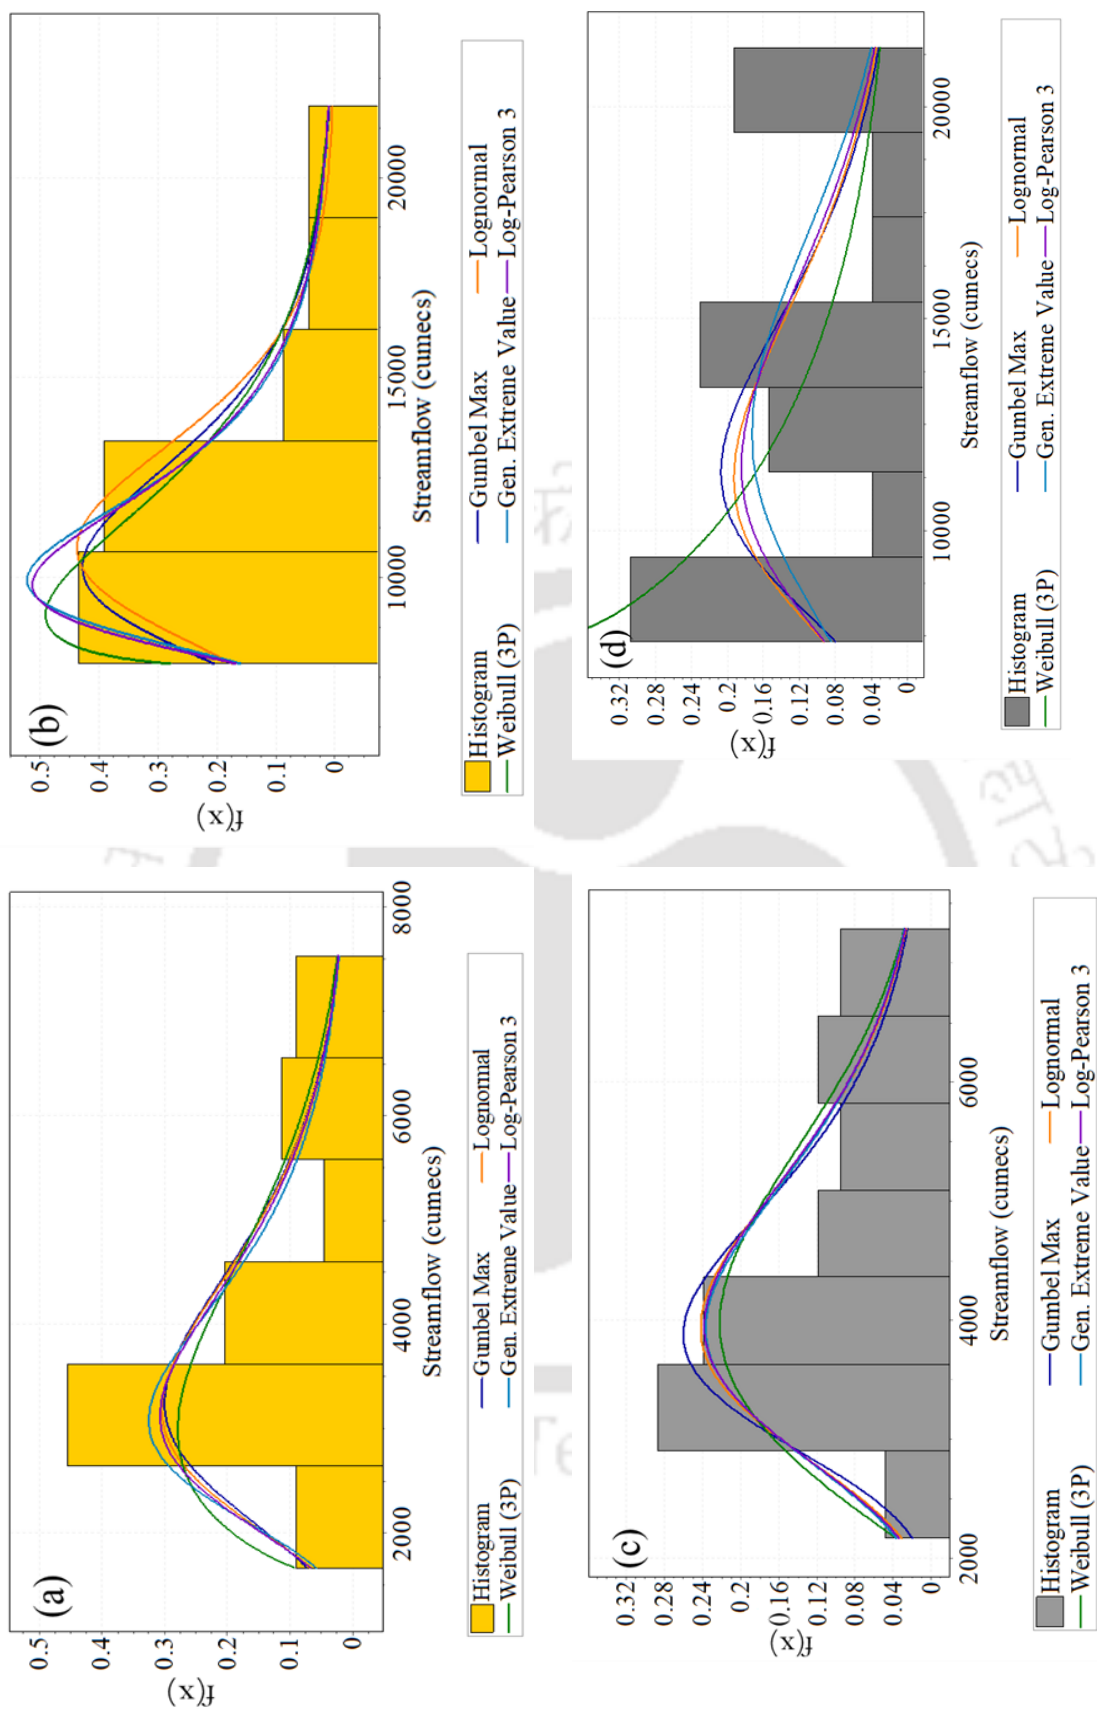 (a)
f(x)
0.5
0.4
0.3
0.2
0.1
0
2000 4000 6000 8000
Streamflow (cumecs)
Histogram Gumbel Max Lognormal
Weibull (3P) Gen. Extreme Value Log-Pearson 3
(b)
f(x)
0.5
0.4
0.3
0.2
0.1
0
10000 15000 20000
Streamflow (cumecs)
Histogram Gumbel Max Lognormal
Weibull (3P) Gen. Extreme Value Log-Pearson 3
(c)
f(x)
0.32
0.28
0.24
0.2
0.16
0.12
0.08
0.04
0
2000 4000 6000
Streamflow (cumecs)
Histogram Gumbel Max Lognormal
Weibull (3P) Gen. Extreme Value Log-Pearson 3
(d)
f(x)
0.32
0.28
0.24
0.2
0.16
0.12
0.08
0.04
0
10000 15000 20000
Streamflow (cumecs)
Histogram Gumbel Max Lognormal
Weibull (3P) Gen. Extreme Value Log-Pearson 3